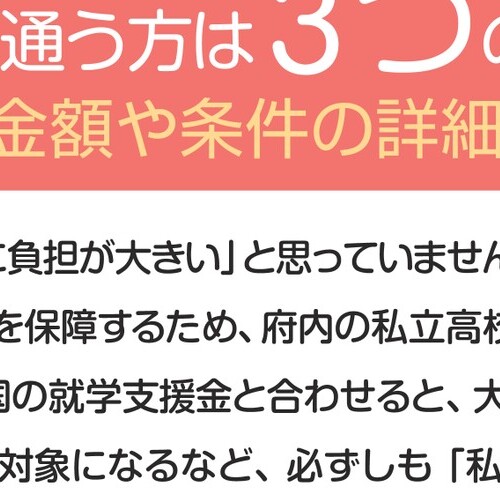 通う方は3つの
金額や条件の詳細
に負担が大きい」と思っていません
を保障するため、府内の私立高校
国の就学支援金と合わせると、大
対象になるなど、必ずしも「私